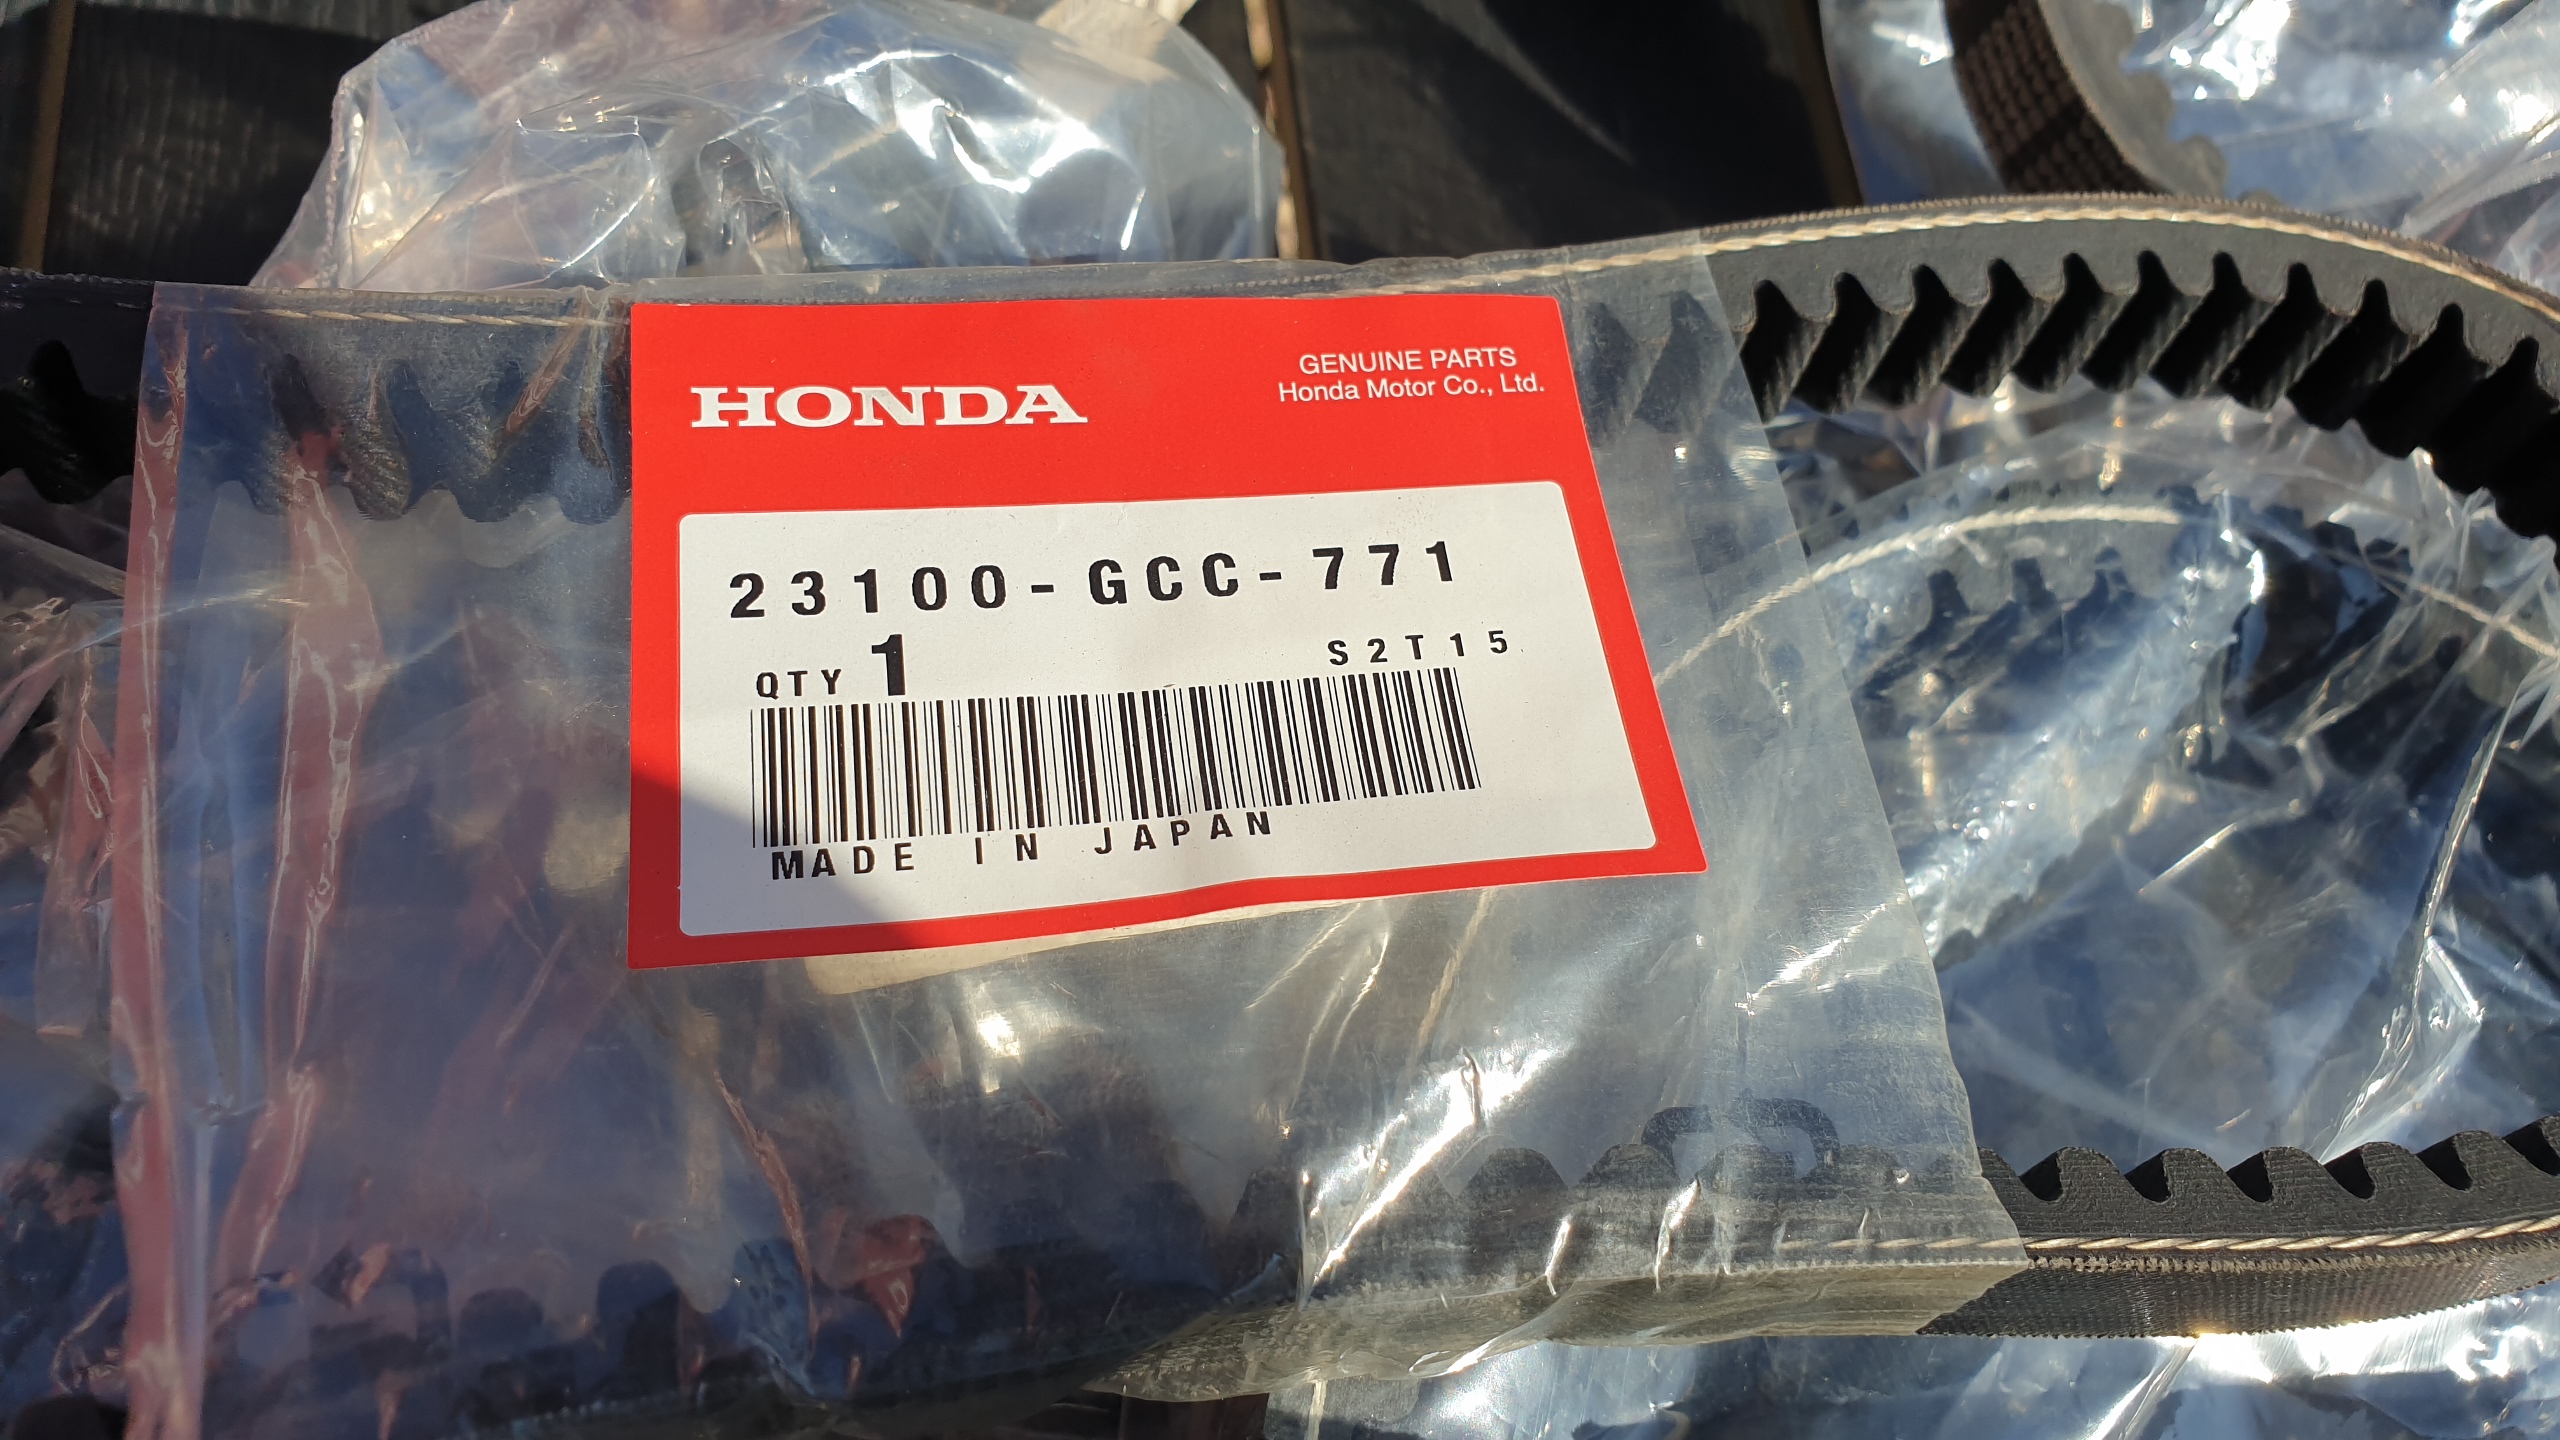 HONDA
GENUINE PARTS
Honda Motor Co., Ltd.
23100-GCC-771
QTY 1
S2T15
MADE IN JAPAN